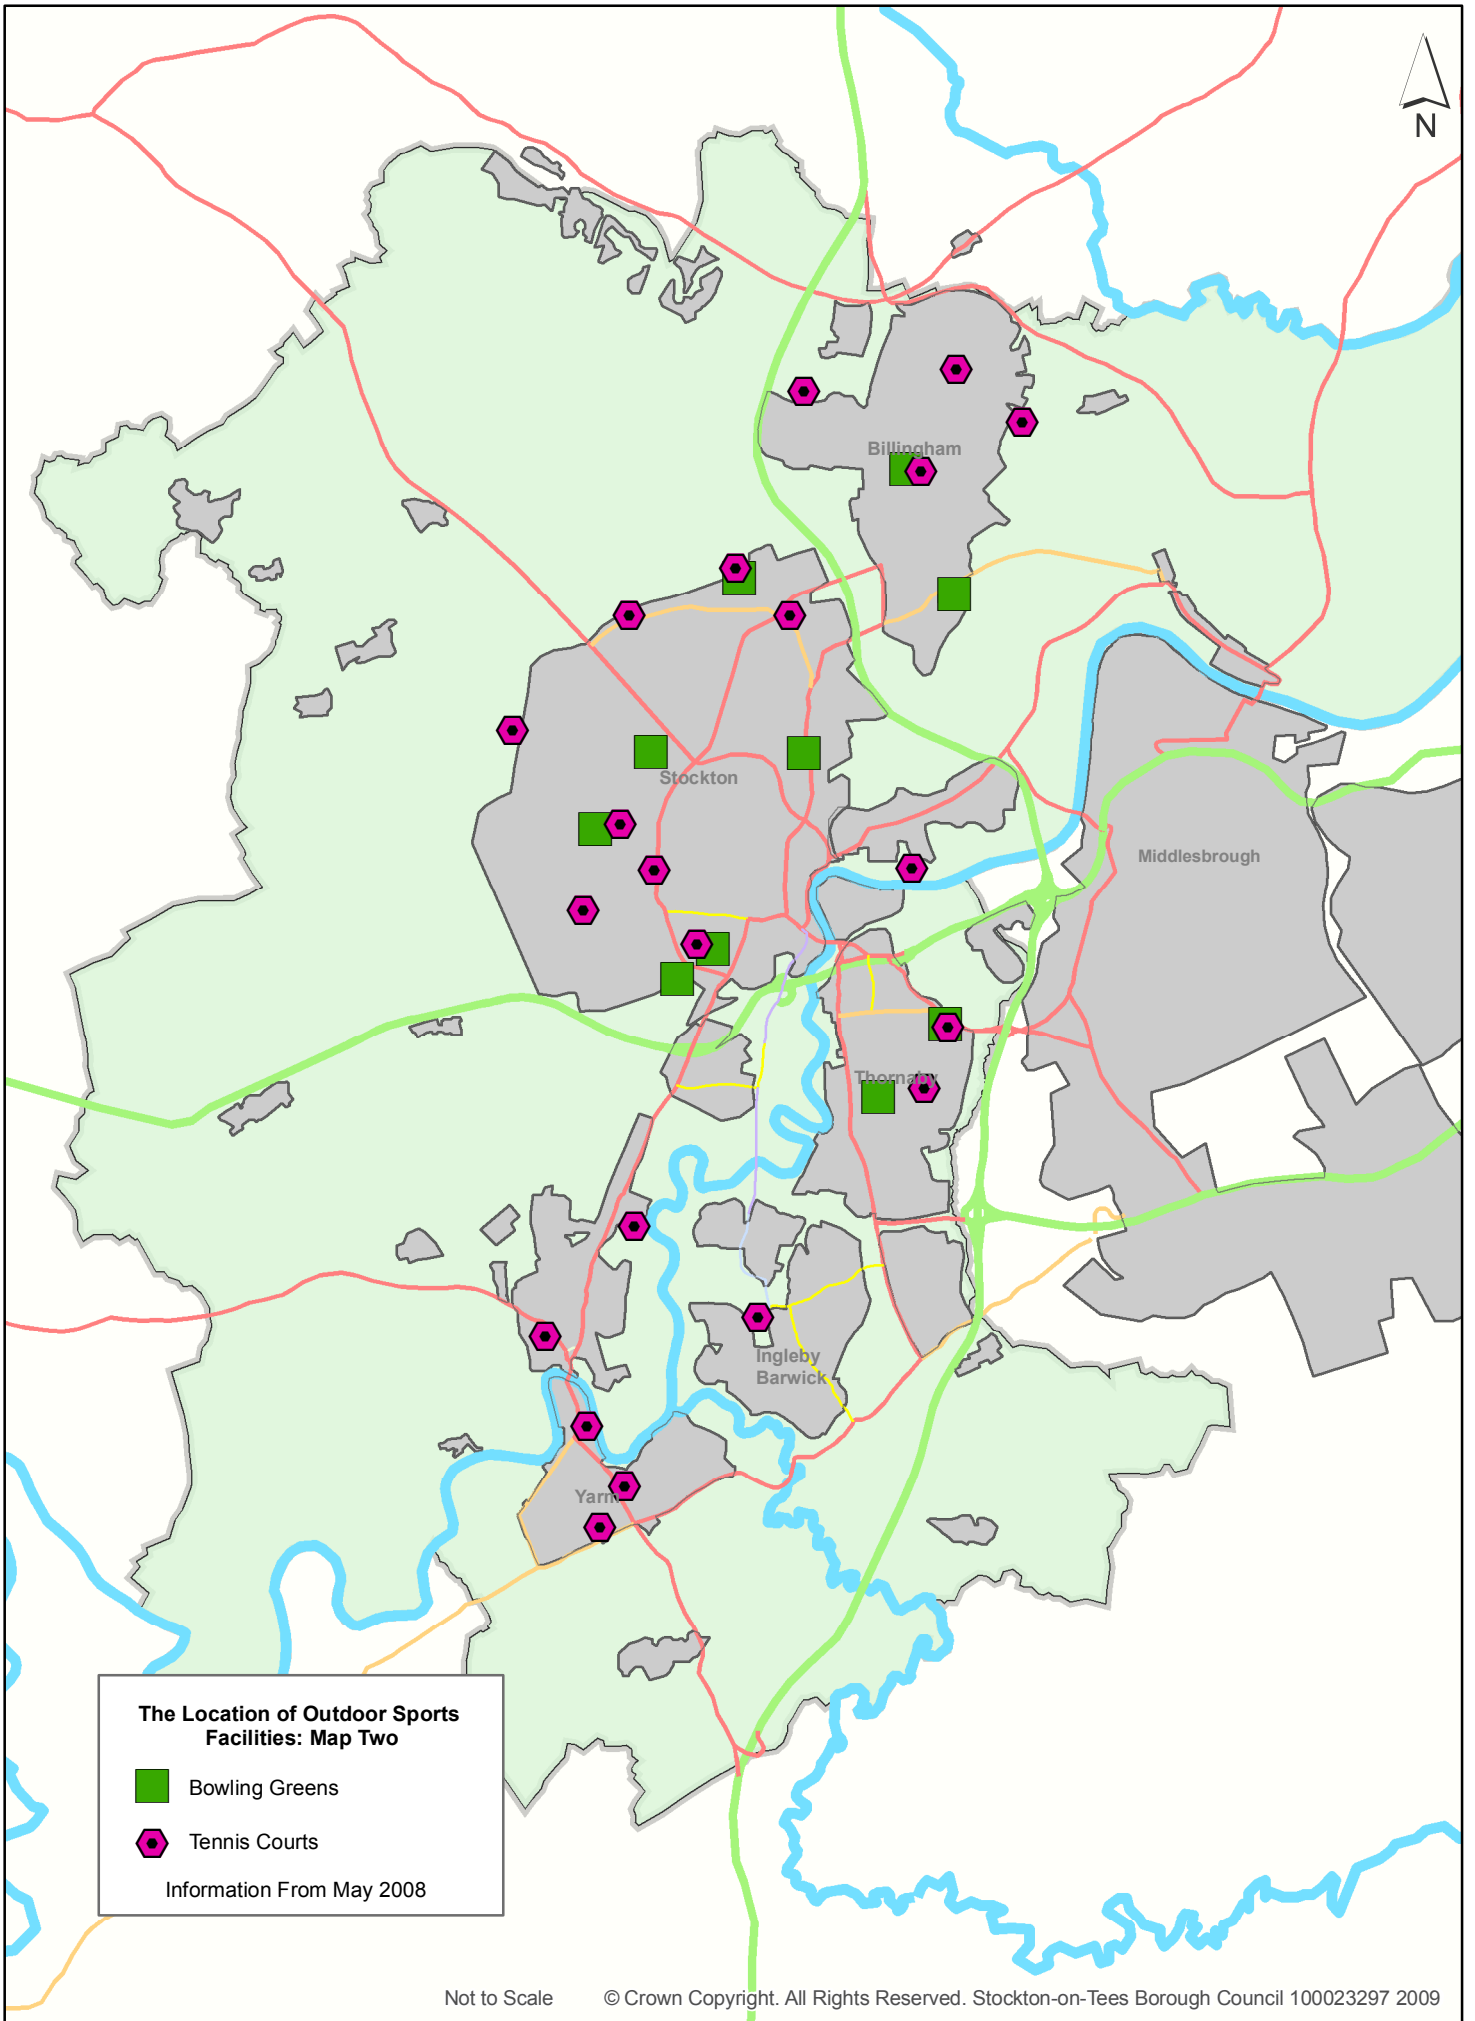 N
Billingham
Stockton
Middlesbrough
Thornaby
Ingleby
Barwick
Yarm
The Location of Outdoor Sports
Facilities: Map Two
Bowling Greens
Tennis Courts
Information From May 2008
Not to Scale
© Crown Copyright. All Rights Reserved. Stockton-on-Tees Borough Council 100023297 2009